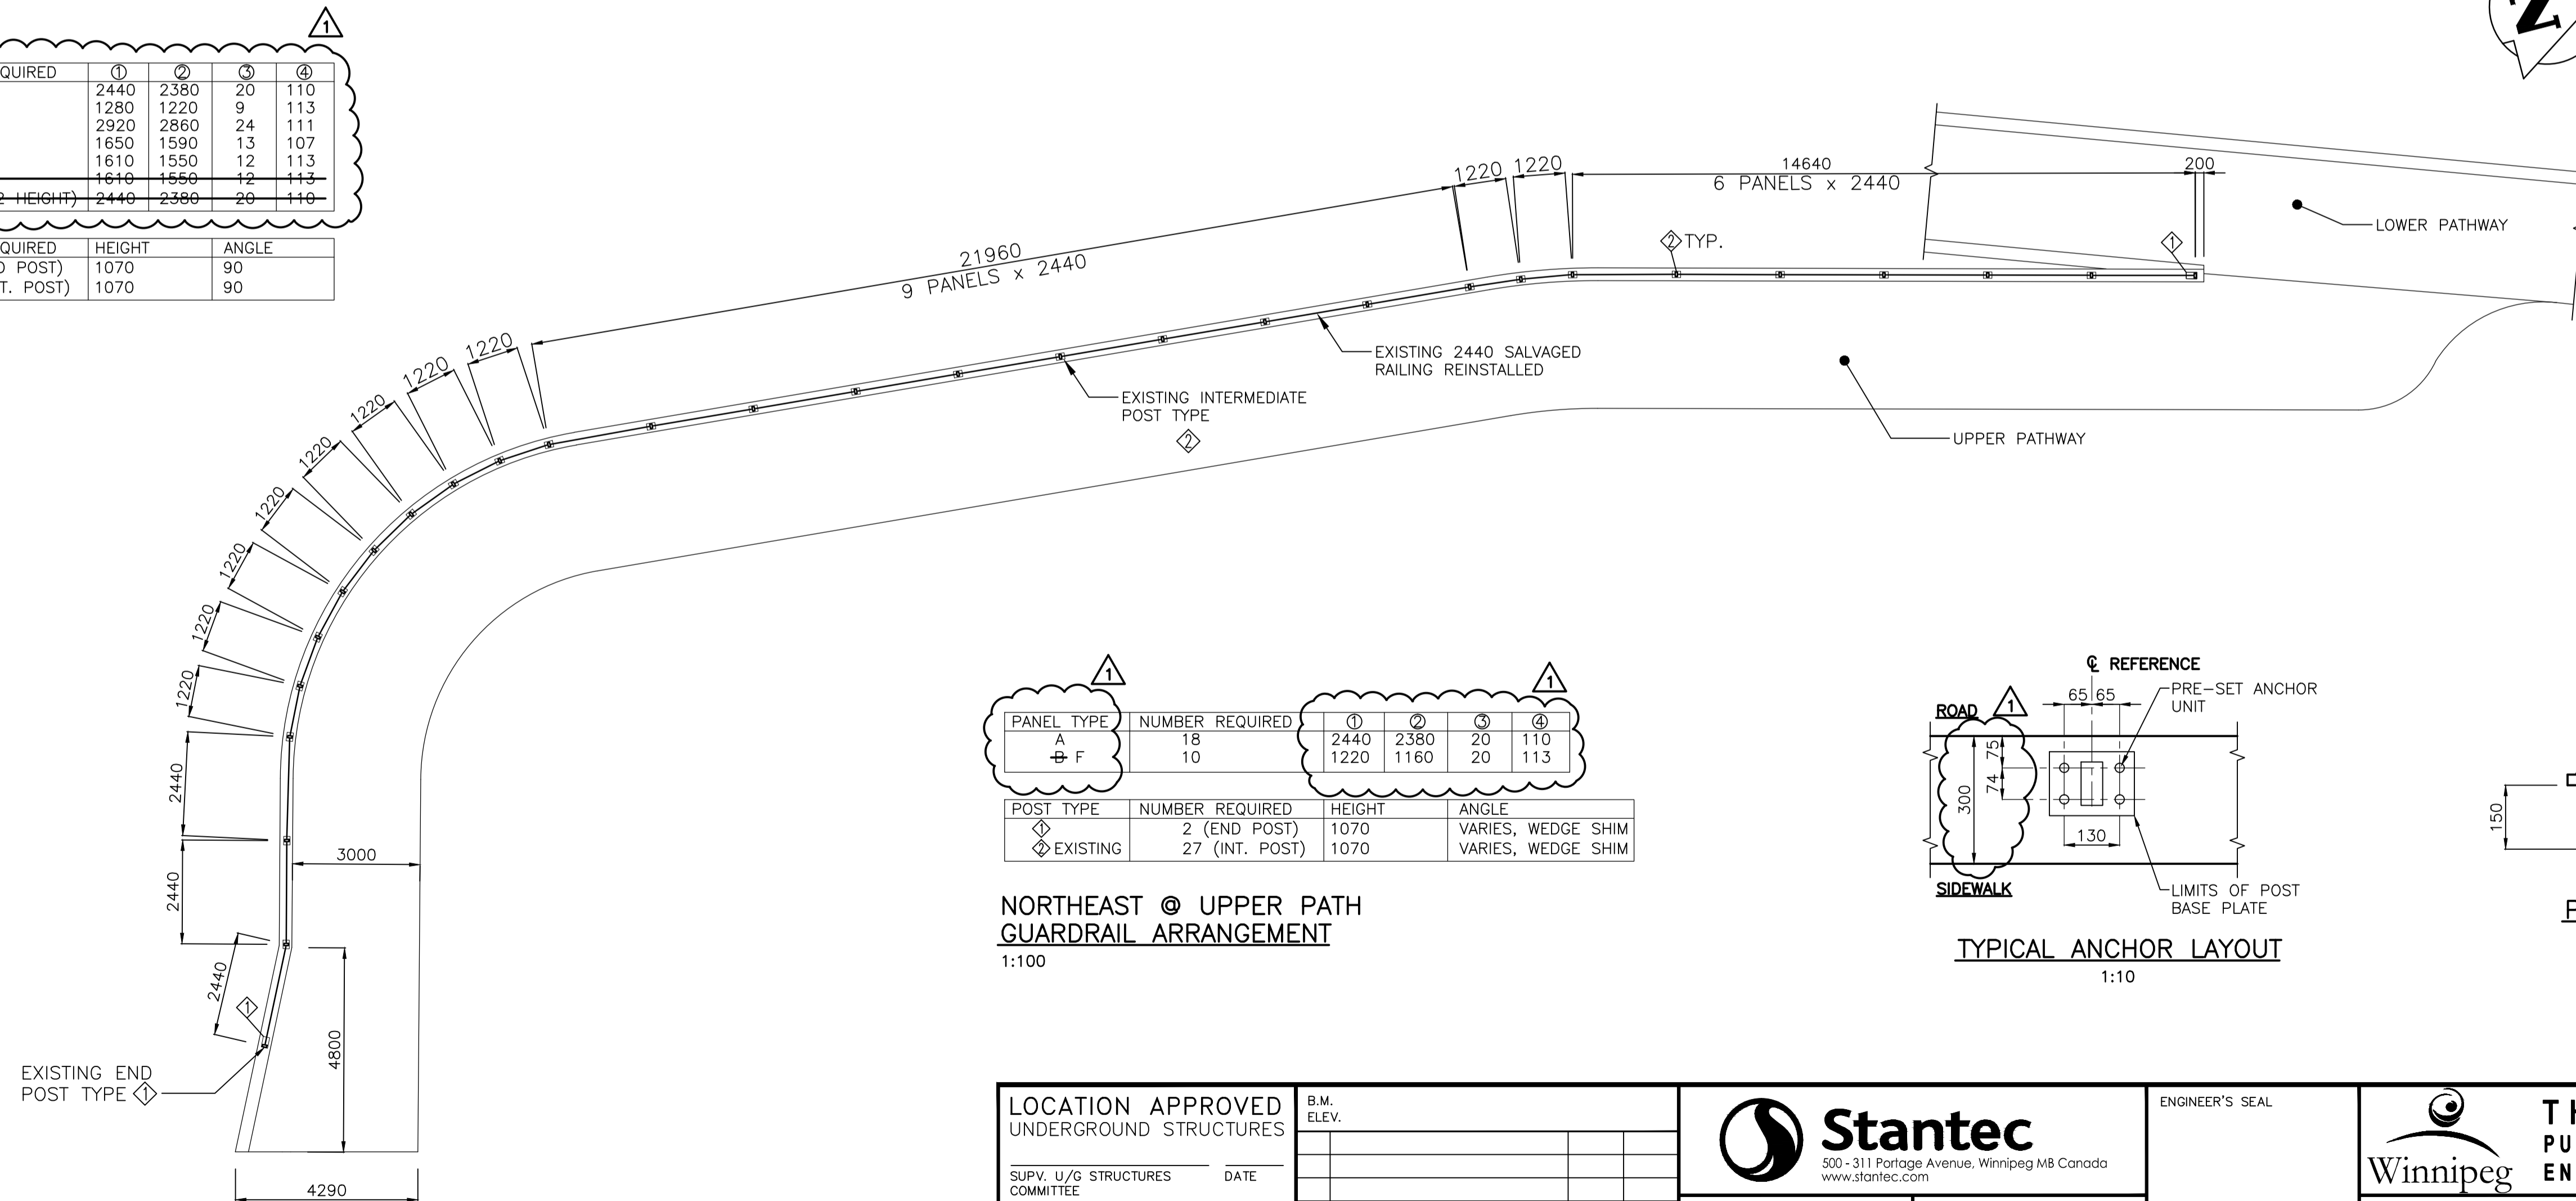 1
QUIRED ① ② ③ ④
2440 2380 20 110
1280 1220 9 113
2920 2860 24 111
1650 1590 13 107
1610 1550 12 113
1610 1550 12 113
HEIGHT) 2440 2380 20 110
QUIRED HEIGHT ANGLE
POST) 1070 90
T. POST) 1070 90
1220
1220
14640
6 PANELS x 2440
200
LOWER PATHWAY
2 TYP.
1
21960
9 PANELS x 2440
EXISTING 2440 SALVAGED
RAILING REINSTALLED
EXISTING INTERMEDIATE
POST TYPE
2
UPPER PATHWAY
1220
1220
1220
1220
1220
1220
1220
1220
2440
2440
2440
3000
4800
1
EXISTING END
POST TYPE 1
4290
1
1
PANEL TYPE NUMBER REQUIRED ① ② ③ ④
A 18 2440 2380 20 110
B F 10 1220 1160 20 113
POST TYPE NUMBER REQUIRED HEIGHT ANGLE
1 2 (END POST) 1070 VARIES, WEDGE SHIM
2 EXISTING 27 (INT. POST) 1070 VARIES, WEDGE SHIM
NORTHEAST @ UPPER PATH
GUARDRAIL ARRANGEMENT
1:100
℄ REFERENCE
65 65
PRE-SET ANCHOR
UNIT
ROAD
1
75
74
300
130
SIDEWALK
LIMITS OF POST
BASE PLATE
TYPICAL ANCHOR LAYOUT
1:10
150
P
LOCATION APPROVED
UNDERGROUND STRUCTURES
SUPV. U/G STRUCTURES DATE
COMMITTEE
B.M.
ELEV.
Stantec
500 - 311 Portage Avenue, Winnipeg MB Canada
www.stantec.com
ENGINEER'S SEAL
Winnipeg
TH
PU
EN